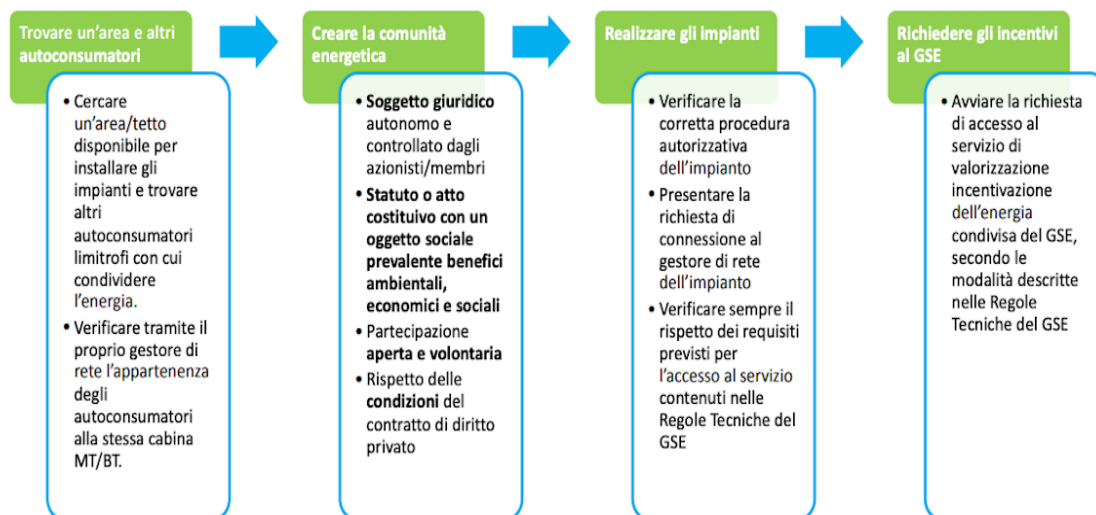 Trovare un'area e altri
autoconsumatori
• Cercare
un'area/tetto
disponibile per
installare gli
impianti e trovare
altri
autoconsumatori
limitrofi con cui
condividere
l'energia.
• Verificare tramite il
proprio gestore di
rete l'appartenenza
degli
autoconsumatori
alla stessa cabina
MT/BT.
Creare la comunità
energetica
• Soggetto giuridico
autonomo e
controllato dagli
azionisti/membri
• Statuto o atto
costitutivo con un
oggetto sociale
prevalente benefici
ambientali,
economici e sociali
• Partecipazione
aperta e volontaria
• Rispetto delle
condizioni del
contratto di diritto
privato
Realizzare gli impianti
• Verificare la
corretta procedura
autorizzativa
dell'impianto
• Presentare la
richiesta di
connessione al
gestore di rete
dell'impianto
• Verificare sempre il
rispetto dei requisiti
previsti per
l'accesso al servizio
contenuti nelle
Regole Tecniche del
GSE
Richiedere gli incentivi
al GSE
• Avviare la richiesta
di accesso al
servizio di
valorizzazione
incentivazione
dell'energia
condivisa del GSE,
secondo le
modalità descritte
nelle Regole
Tecniche del GSE